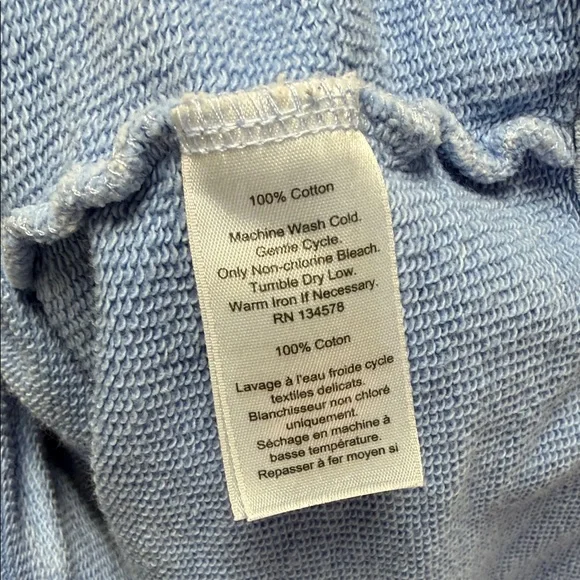 100% Cotton
Machine Wash Cold.
Gentle Cycle.
Only Non-chlorine Bleach.
Tumble Dry Low.
Warm Iron If Necessary.
RN 134578
100% Coton
Lavage à l'eau froide cycle
textiles délicats.
Blanchisseur non chloré
uniquement.
Séchage en machine à
basse température.
Repasser à fer moyen si